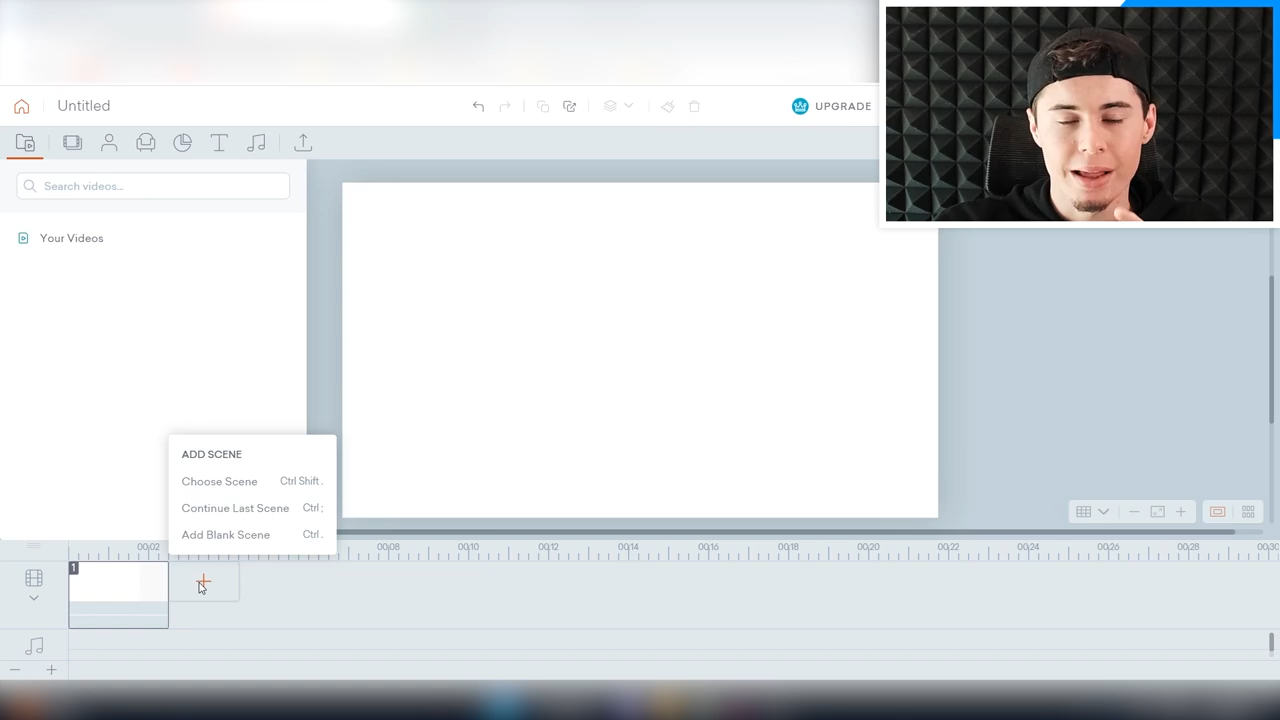 Untitled
UPGRADE
Search videos...
Your Videos
ADD SCENE
Choose Scene Ctrl Shift .
Continue Last Scene Ctrl ;
Add Blank Scene Ctrl .
00:02 00:08 00:10 00:12 00:14 00:16 00:18 00:20 00:22 00:24 00:26 00:28 00:30
1